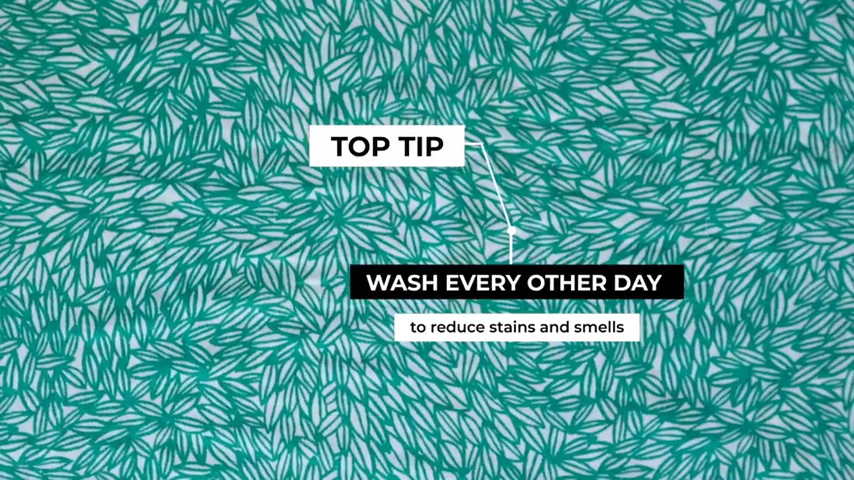 TOP TIP
WASH EVERY OTHER DAY
to reduce stains and smells